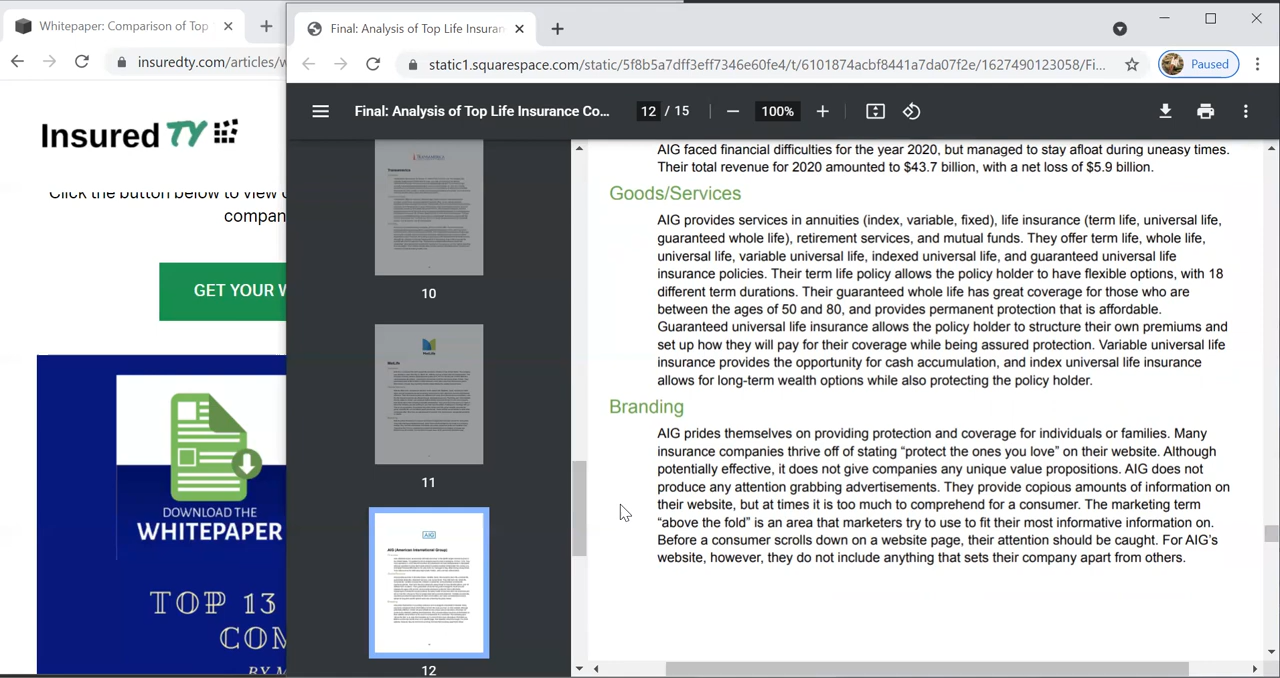 Whitepaper: Comparison of Top
insuredty.com/articles/w
Insured TY
Click the button below to view
compan
GET YOUR W
DOWNLOAD THE
WHITEPAPER
TOP 13
COM
BY M
Final: Analysis of Top Life Insuran
static1.squarespace.com/static/5f8b5a7dff3eff7346e60fe4/t/6101874acbf8441a7da07f2e/1627490123058/Fi...
Paused
Final: Analysis of Top Life Insurance Co...
12 / 15
100%
Transamerica
10
MetLife
MetLife
11
AIG
AIG (American International Group)
12
AIG faced financial difficulties for the year 2020, but managed to stay afloat during uneasy times.
Their total revenue for 2020 amounted to $43.7 billion, with a net loss of $5.9 billion.
Goods/Services
AIG provides services in annuities (index, variable, fixed), life insurance (term life, universal life,
guaranteed whole life), retirement services, and mutual funds. They offer term life, whole life,
universal life, variable universal life, indexed universal life, and guaranteed universal life
insurance policies. Their term life policy allows the policy holder to have flexible options, with 18
different term durations. Their guaranteed whole life has great coverage for those who are
between the ages of 50 and 80, and provides permanent protection that is affordable.
Guaranteed universal life insurance allows the policy holder to structure their own premiums and
set up how they will pay for their coverage while being assured protection. Variable universal life
insurance provides the opportunity for cash accumulation, and index universal life insurance
allows for long-term wealth options while also protecting the policy holder.
Branding
AIG prides themselves on providing protection and coverage for individuals or families. Many
insurance companies thrive off of stating “protect the ones you love” on their website. Although
potentially effective, it does not give companies any unique value propositions. AIG does not
produce any attention grabbing advertisements. They provide copious amounts of information on
their website, but at times it is too much to comprehend for a consumer. The marketing term
“above the fold” is an area that marketers try to use to fit their most informative information on.
Before a consumer scrolls down on a website page, their attention should be caught. For AIG’s
website however, they do not have anything that sets their company apart from others.